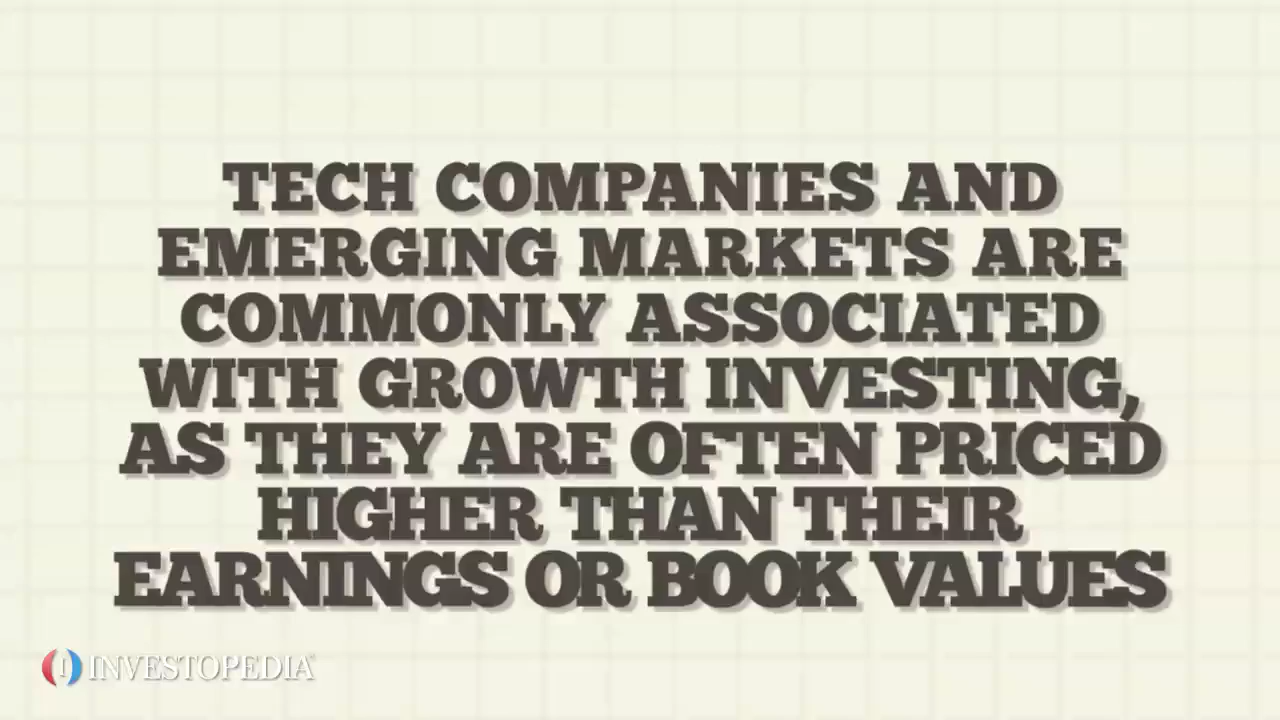 TECH COMPANIES AND
EMERGING MARKETS ARE
COMMONLY ASSOCIATED
WITH GROWTH INVESTING,
AS THEY ARE OFTEN PRICED
HIGHER THAN THEIR
EARNINGS OR BOOK VALUES
INVESTOPEDIA